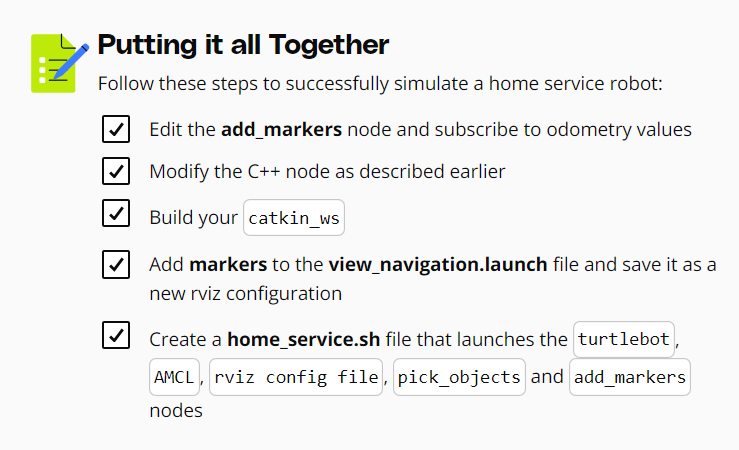 Putting it all Together
Follow these steps to successfully simulate a home service robot:
Edit the add_markers node and subscribe to odometry values
Modify the C++ node as described earlier
Build your catkin_ws
Add markers to the view_navigation.launch file and save it as a
new rviz configuration
Create a home_service.sh file that launches the turtlebot,
AMCL, rviz config file, pick_objects and add_markers
nodes